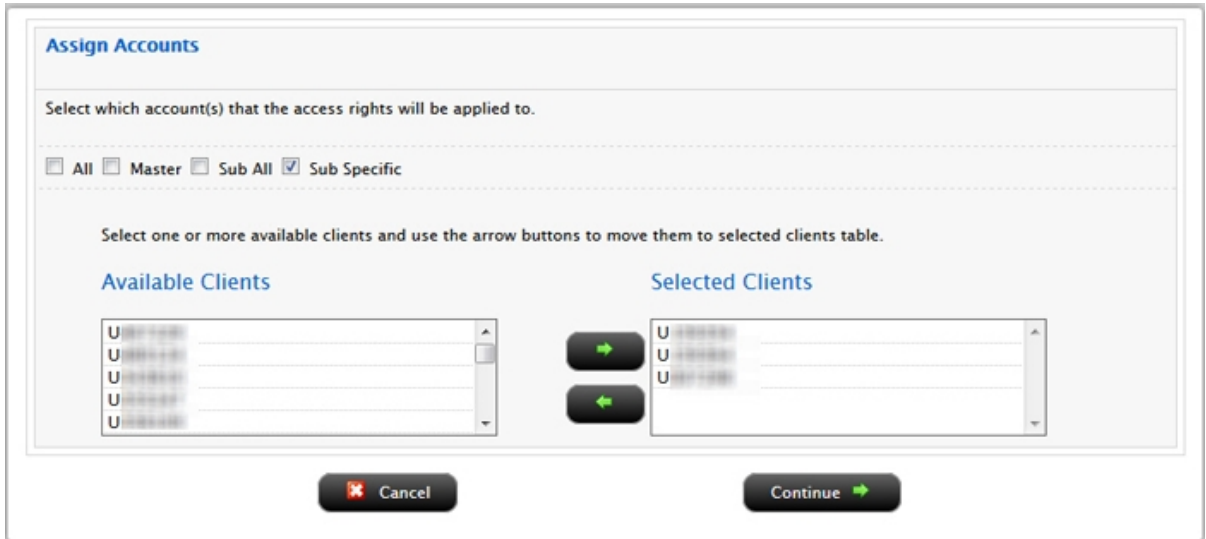 Assign Accounts
Select which account(s) that the access rights will be applied to.
All Master Sub All Sub Specific
Select one or more available clients and use the arrow buttons to move them to selected clients table.
Available Clients Selected Clients
U U
U U
U U
U
U
Cancel Continue